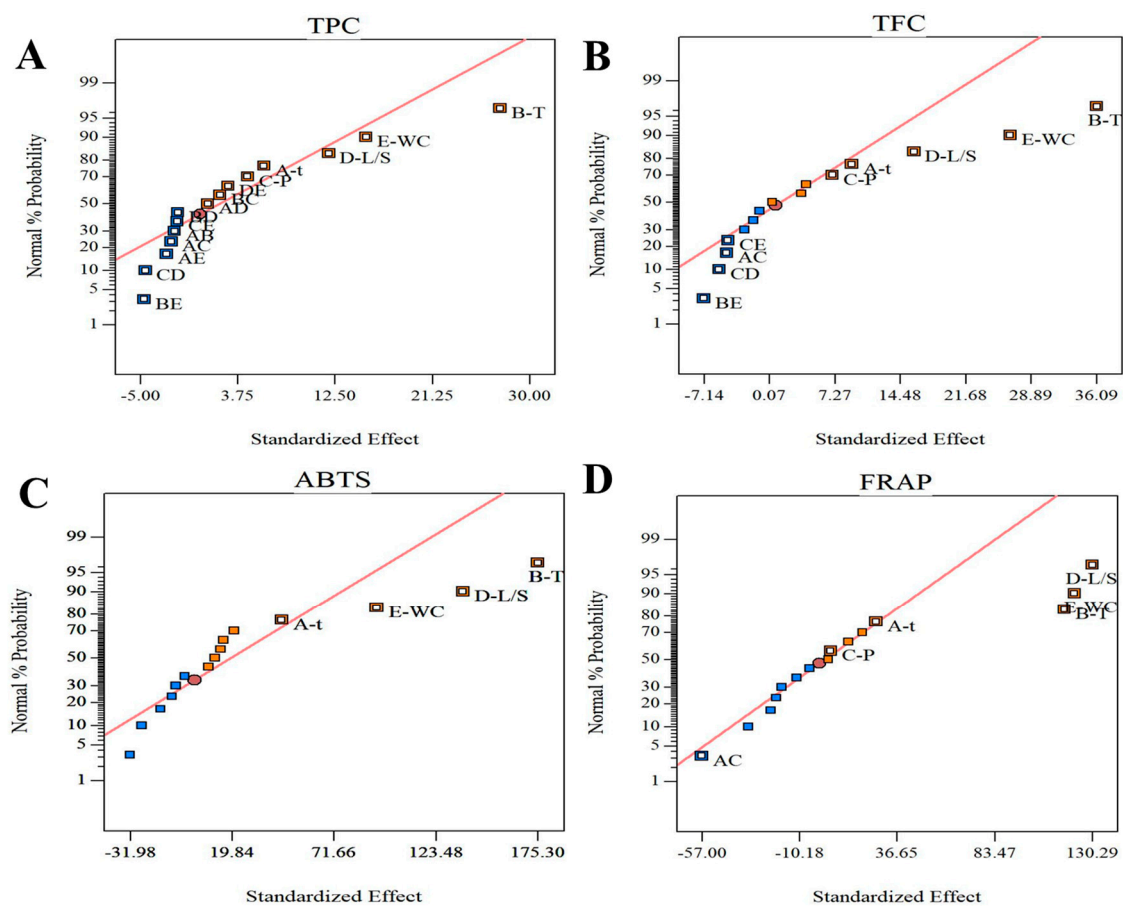 A
TPC
Normal % Probability
99
95
90
80
70
50
30
20
10
5
1
B-T
E-WC
D-L/S
A-t
C-P
DE
BC
AD
BD
CE
AB
AC
AE
CD
BE
-5.00 3.75 12.50 21.25 30.00
Standardized Effect
B
TFC
Normal % Probability
99
95
90
80
70
50
30
20
10
5
1
B-T
E-WC
D-L/S
A-t
C-P
CE
AC
CD
BE
-7.14 0.07 7.27 14.48 21.68 28.89 36.09
Standardized Effect
C
ABTS
Normal % Probability
99
95
90
80
70
50
30
20
10
5
1
B-T
D-L/S
E-WC
A-t
-31.98 19.84 71.66 123.48 175.30
Standardized Effect
D
FRAP
Normal % Probability
99
95
90
80
70
50
30
20
10
5
1
D-L/S
E-WC
B-T
A-t
C-P
AC
-57.00 -10.18 36.65 83.47 130.29
Standardized Effect